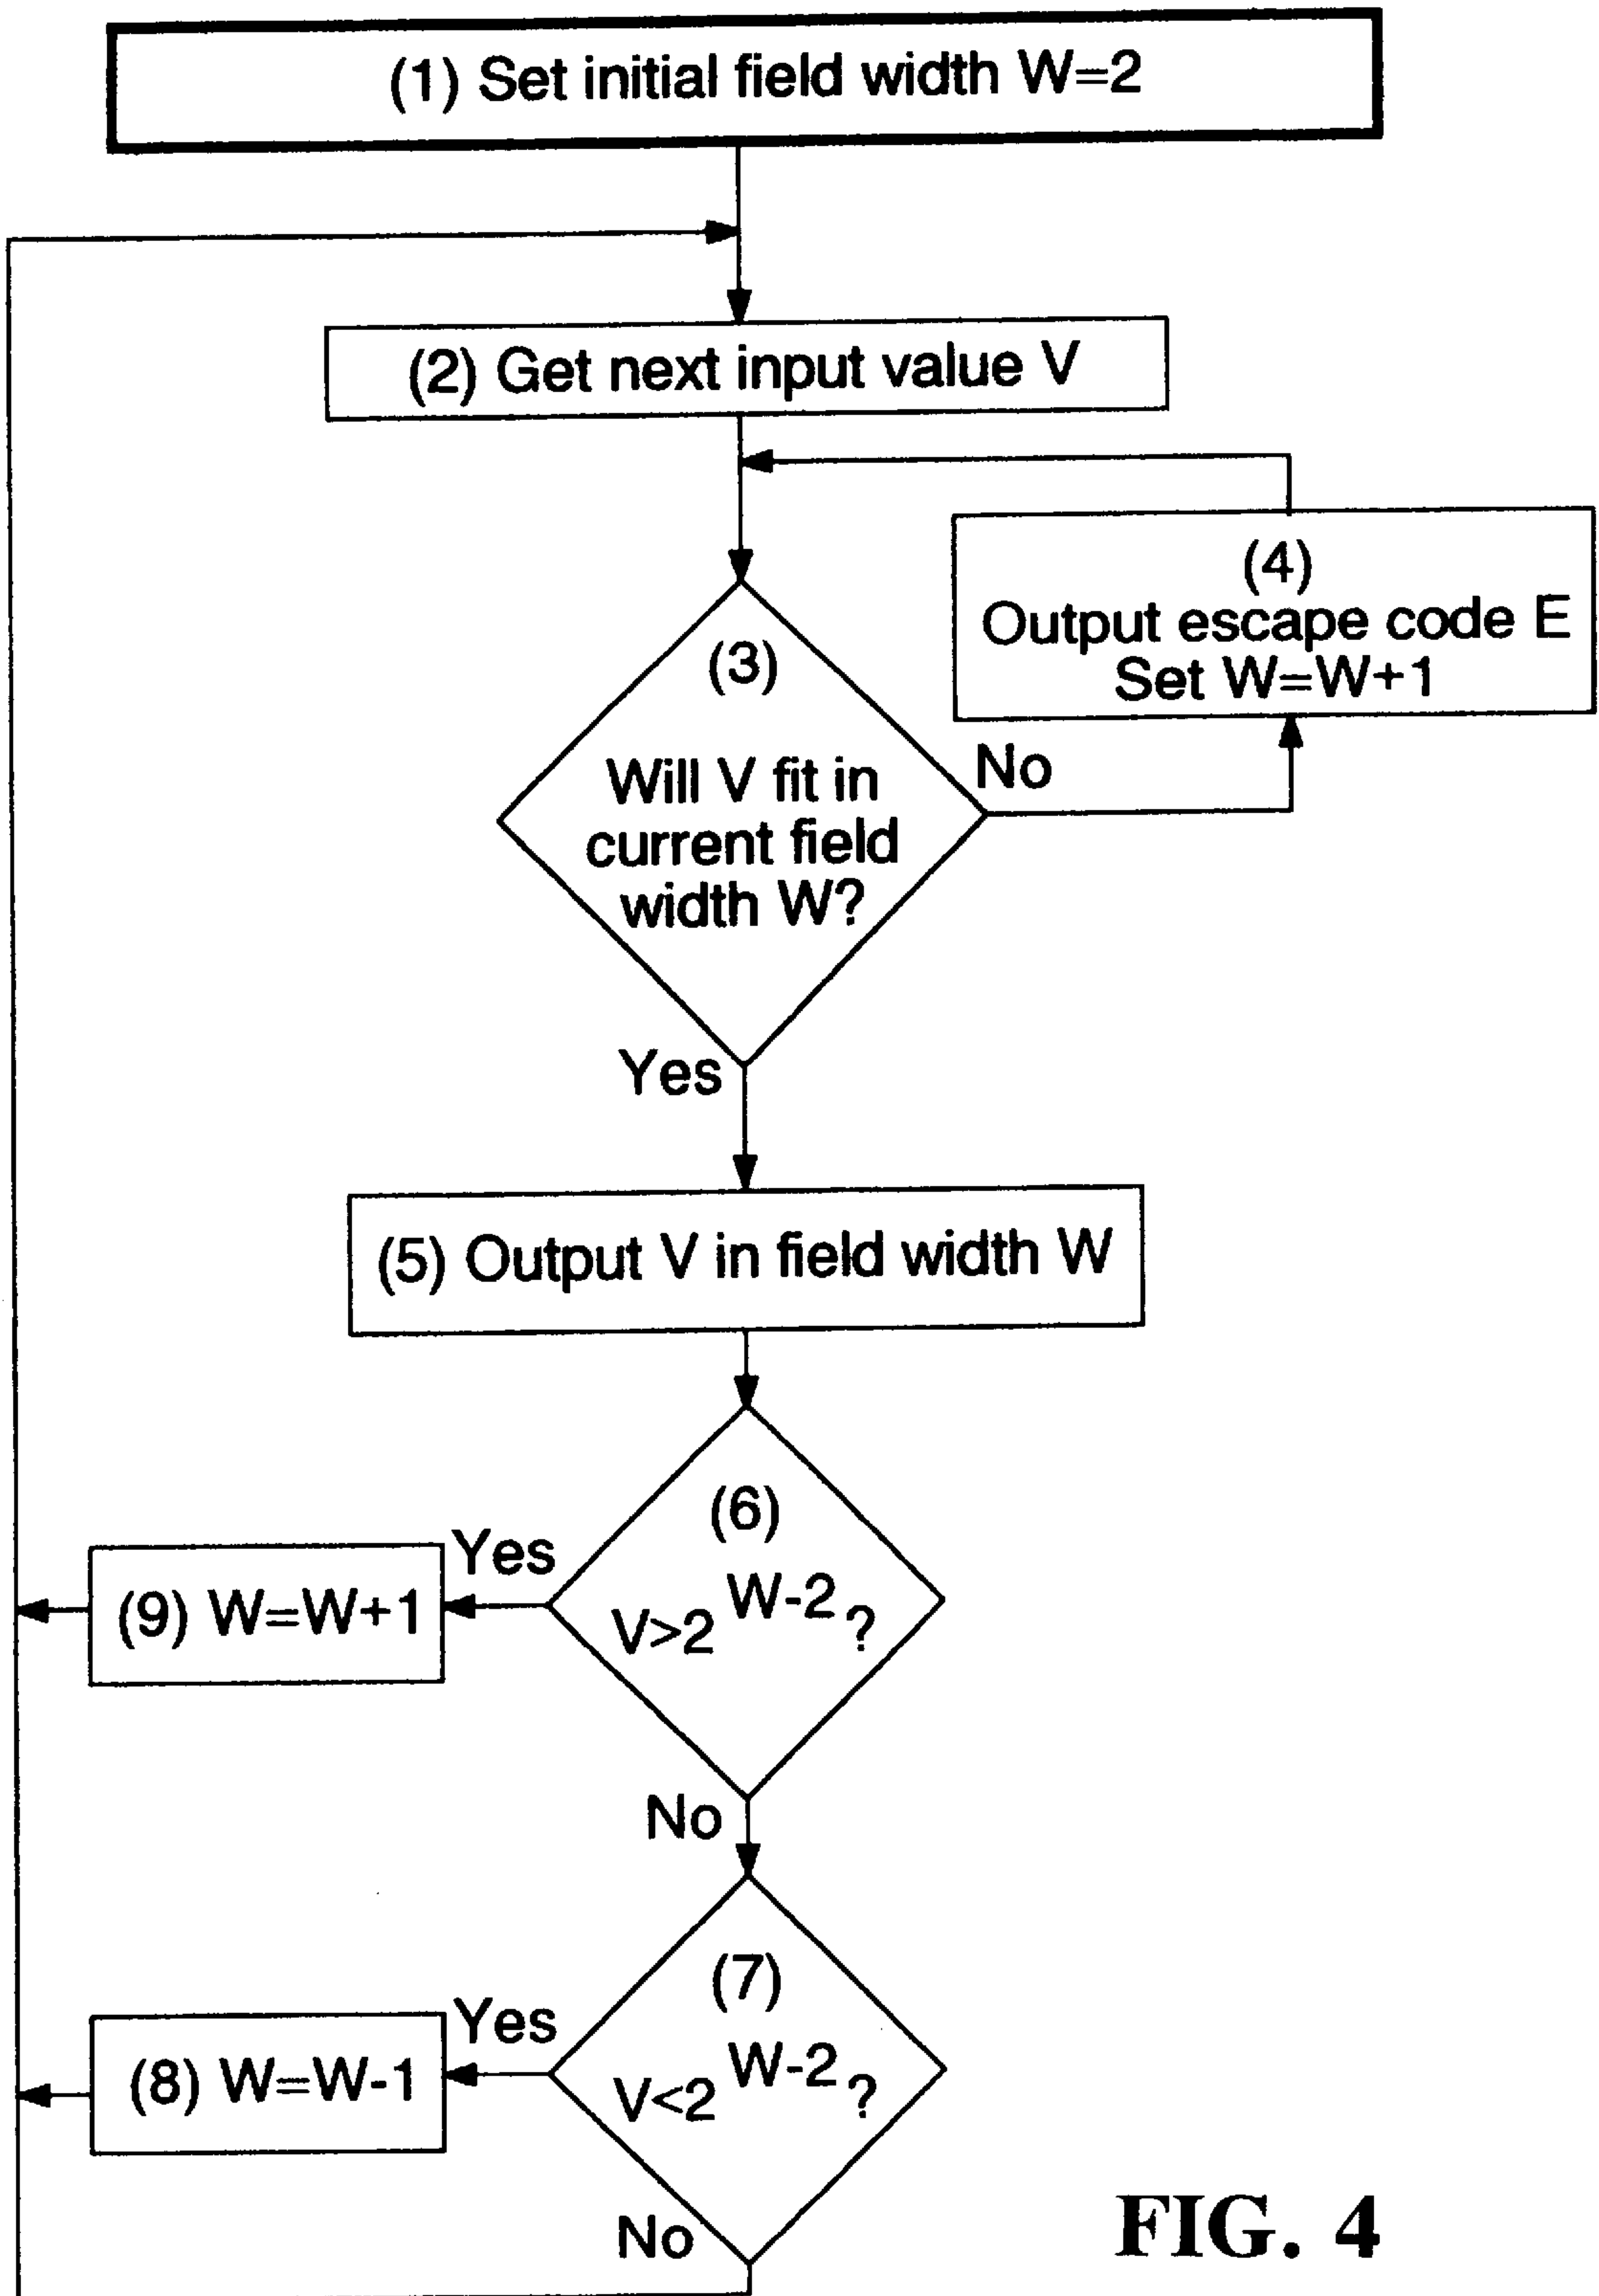 (1) Set initial field width W=2
(2) Get next input value V
(4)
Output escape code E
Set W=W+1
(3)
Will V fit in
current field
width W?
No
Yes
(5) Output V in field width W
(6)
V>2^W-2 ?
Yes
(9) W=W+1
No
(7)
V<2^W-2 ?
Yes
(8) W=W-1
No
FIG. 4